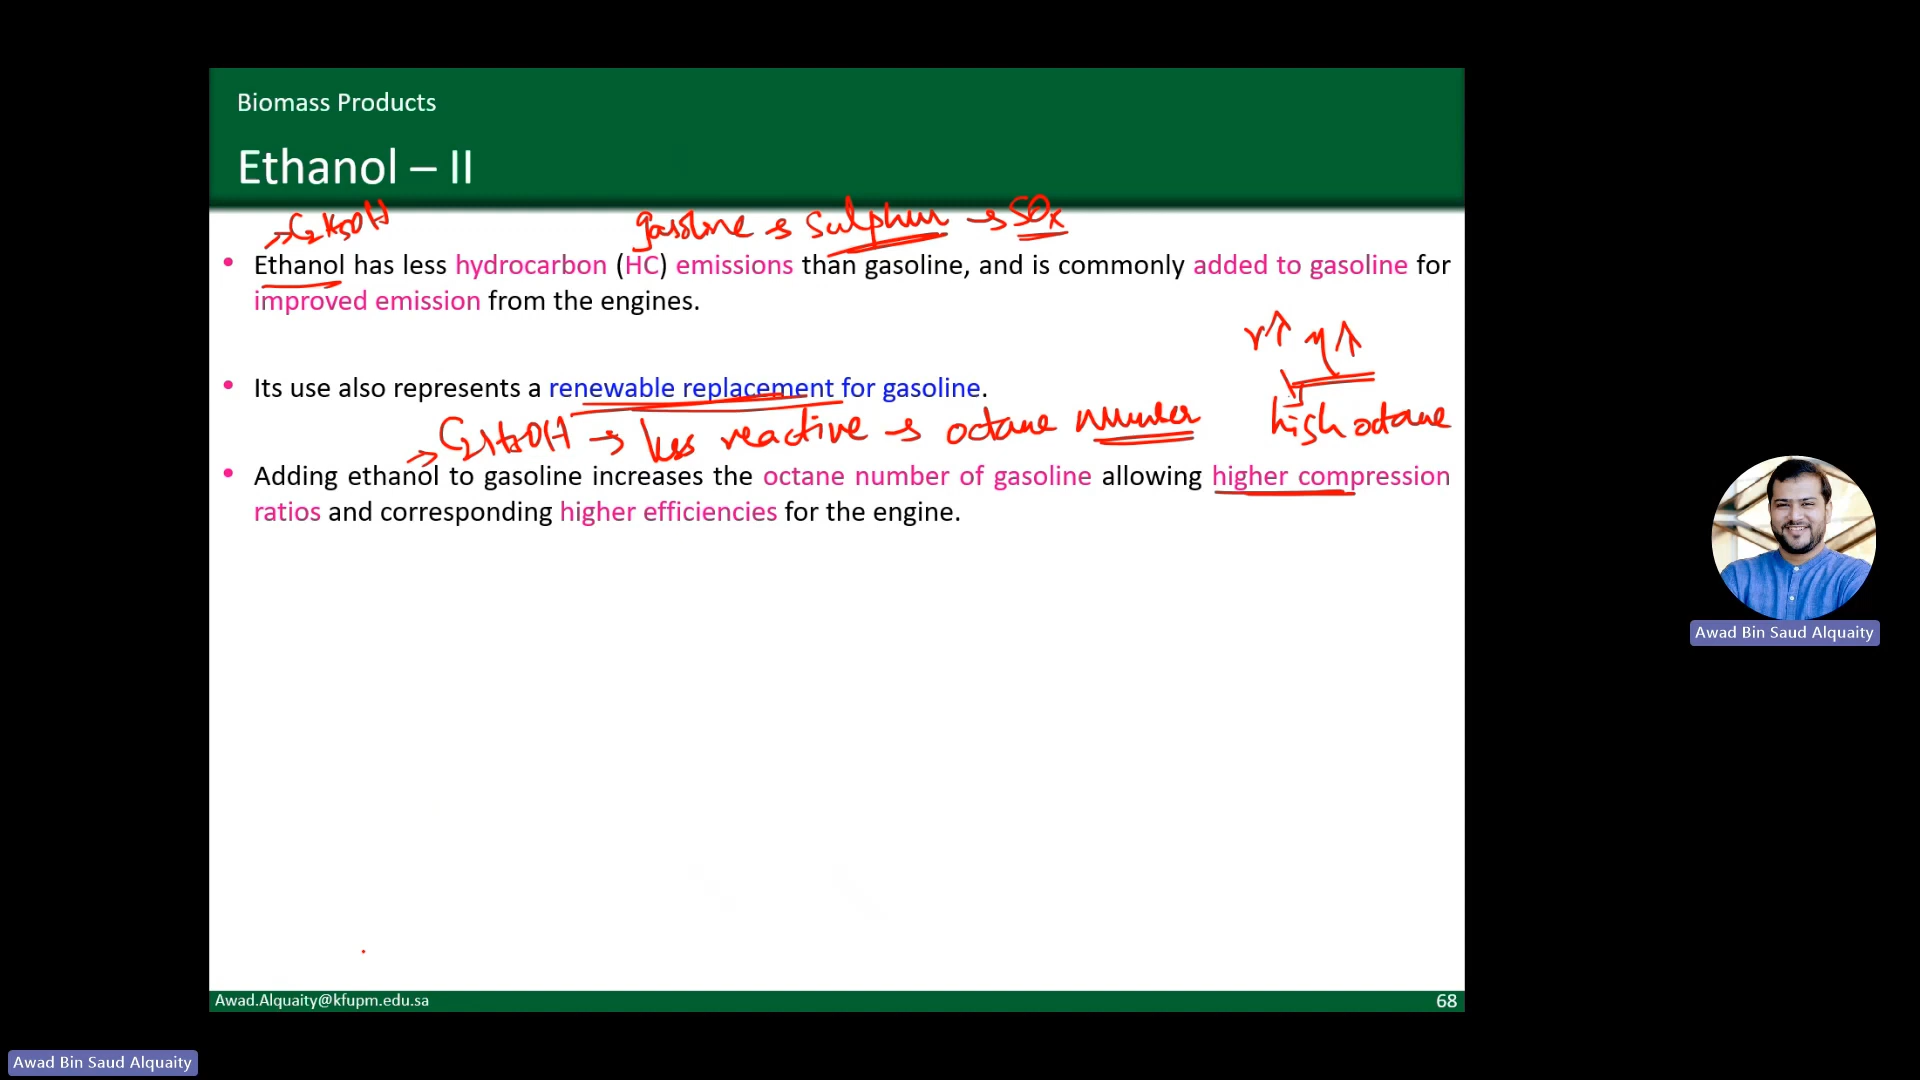 Biomass Products
Ethanol – II
→ C₂H₅OH
gasoline → sulphur → SOx
• Ethanol has less hydrocarbon (HC) emissions than gasoline, and is commonly added to gasoline for
improved emission from the engines.
r↑ η↑
• Its use also represents a renewable replacement for gasoline.
high octane
→ C₂H₅OH → less reactive → octane number
• Adding ethanol to gasoline increases the octane number of gasoline allowing higher compression
ratios and corresponding higher efficiencies for the engine.
Awad Bin Saud Alquaity
Awad.Alquaity@kfupm.edu.sa 68
Awad Bin Saud Alquaity